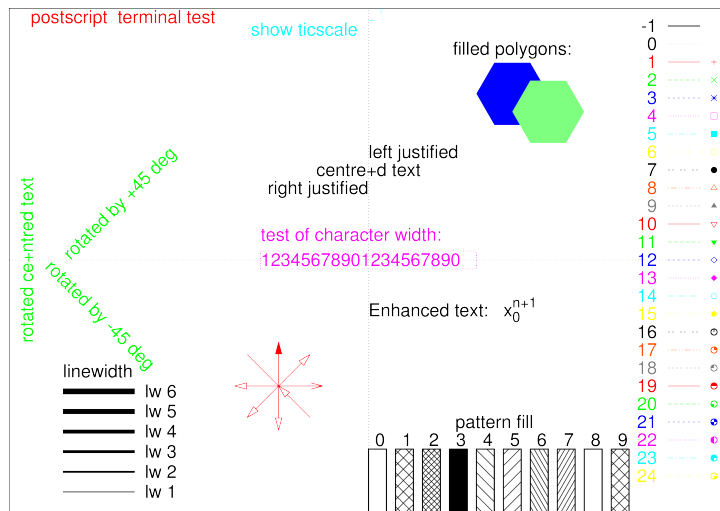 postscript  terminal test
show ticscale
filled polygons:
left justified
centre+d text
right justified
rotated ce+ntred text
rotated by +45 deg
rotated by -45 deg
test of character width:
12345678901234567890
Enhanced text:   x₀ⁿ⁺¹
linewidth
lw 6
lw 5
lw 4
lw 3
lw 2
lw 1
pattern fill
0 1 2 3 4 5 6 7 8 9
-1
0
1
2
3
4
5
6
7
8
9
10
11
12
13
14
15
16
17
18
19
20
21
22
23
24